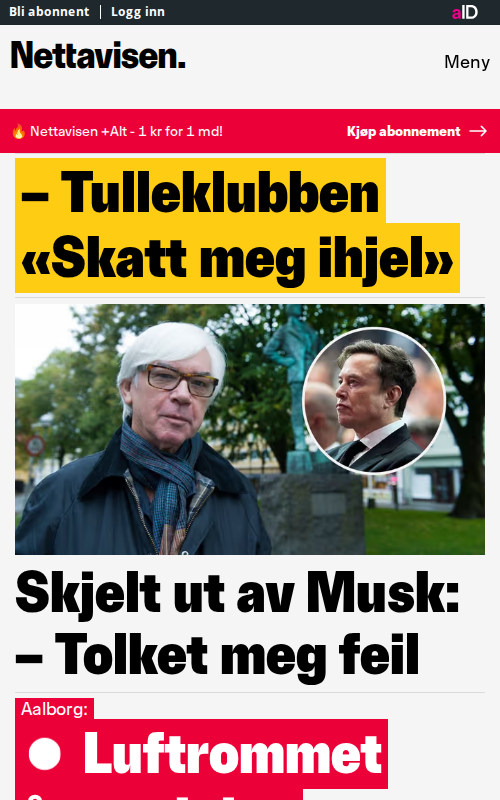 Bli abonnent | Logg inn
aID
Nettavisen.
Meny
🔥 Nettavisen +Alt - 1 kr for 1 md!
Kjøp abonnement →
– Tulleklubben
«Skatt meg ihjel»
Skjelt ut av Musk:
– Tolket meg feil
Aalborg:
● Luftrommet